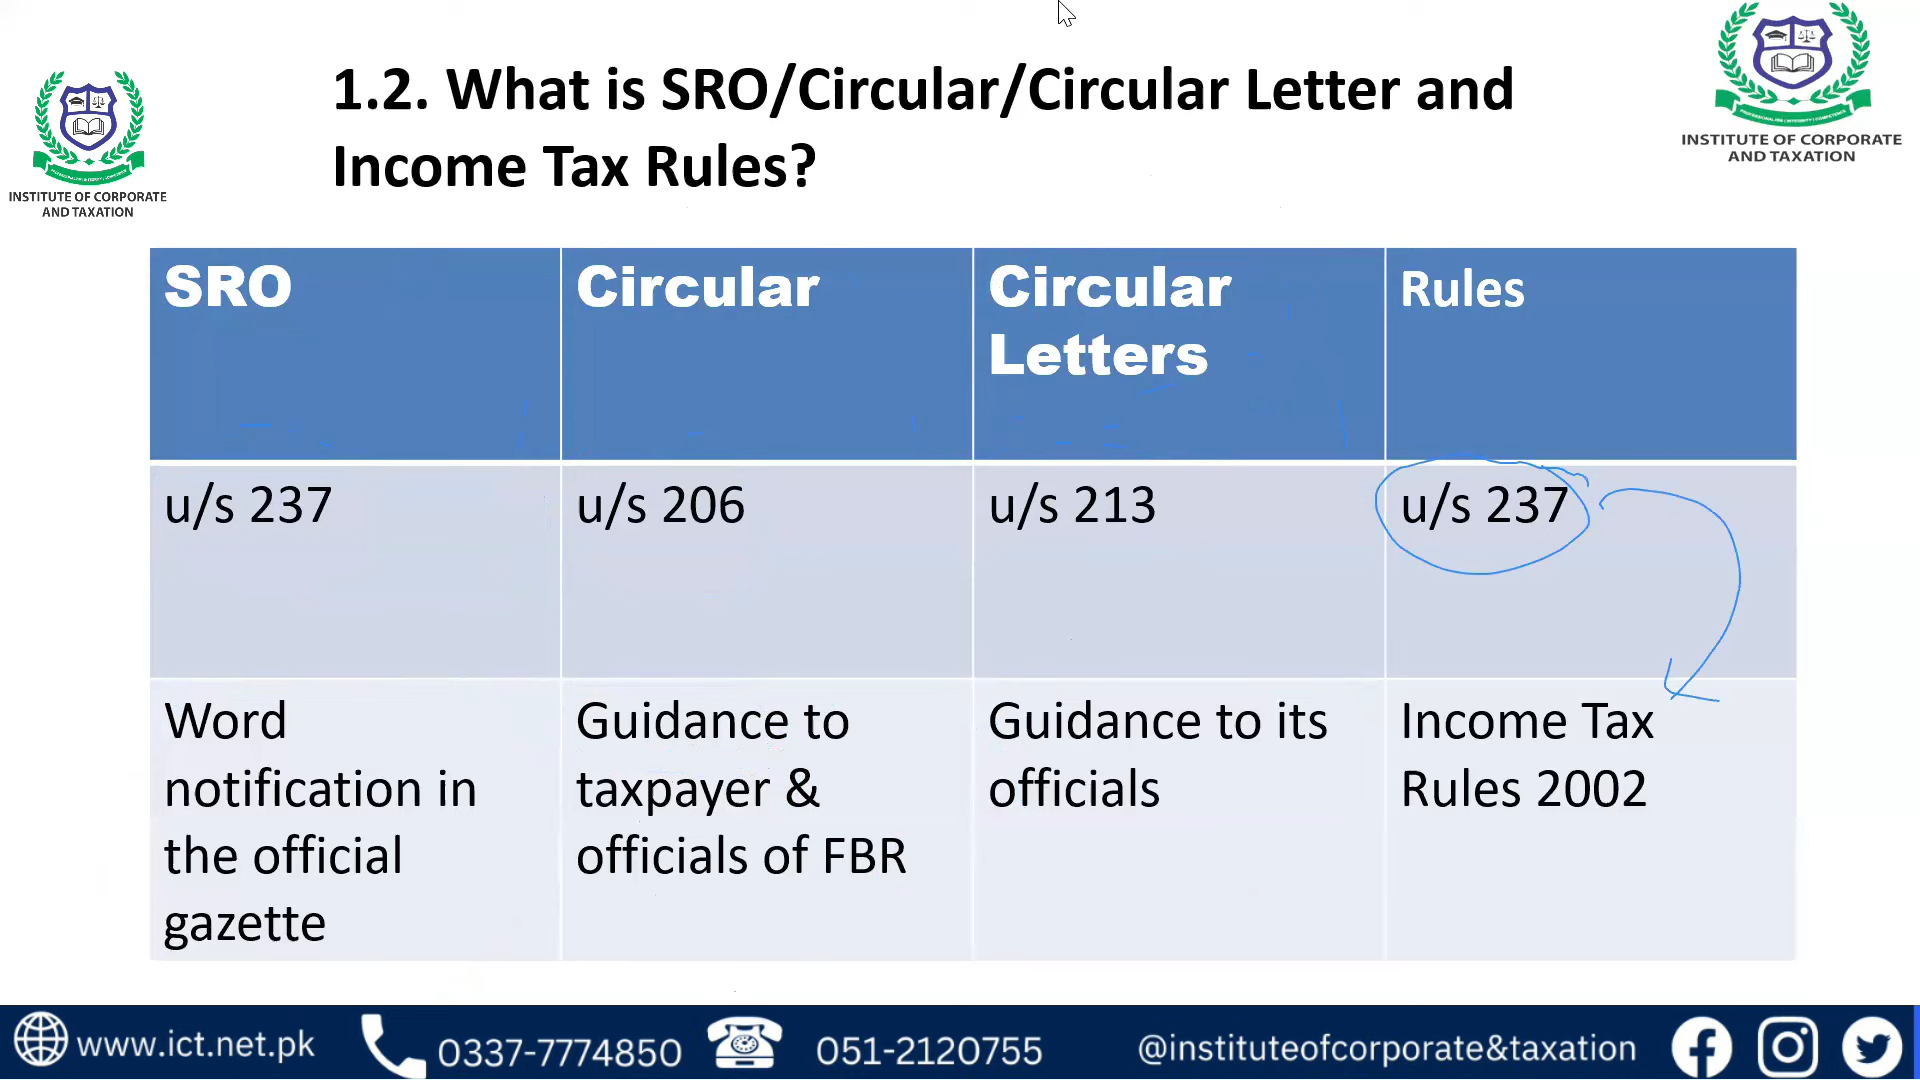 1.2. What is SRO/Circular/Circular Letter and
Income Tax Rules?
INSTITUTE OF CORPORATE
AND TAXATION
INSTITUTE OF CORPORATE
AND TAXATION
SRO
Circular
Circular
Letters
Rules
u/s 237
u/s 206
u/s 213
u/s 237
Word
notification in
the official
gazette
Guidance to
taxpayer &
officials of FBR
Guidance to its
officials
Income Tax
Rules 2002
www.ict.net.pk
0337-7774850
051-2120755
@instituteofcorporate&taxation